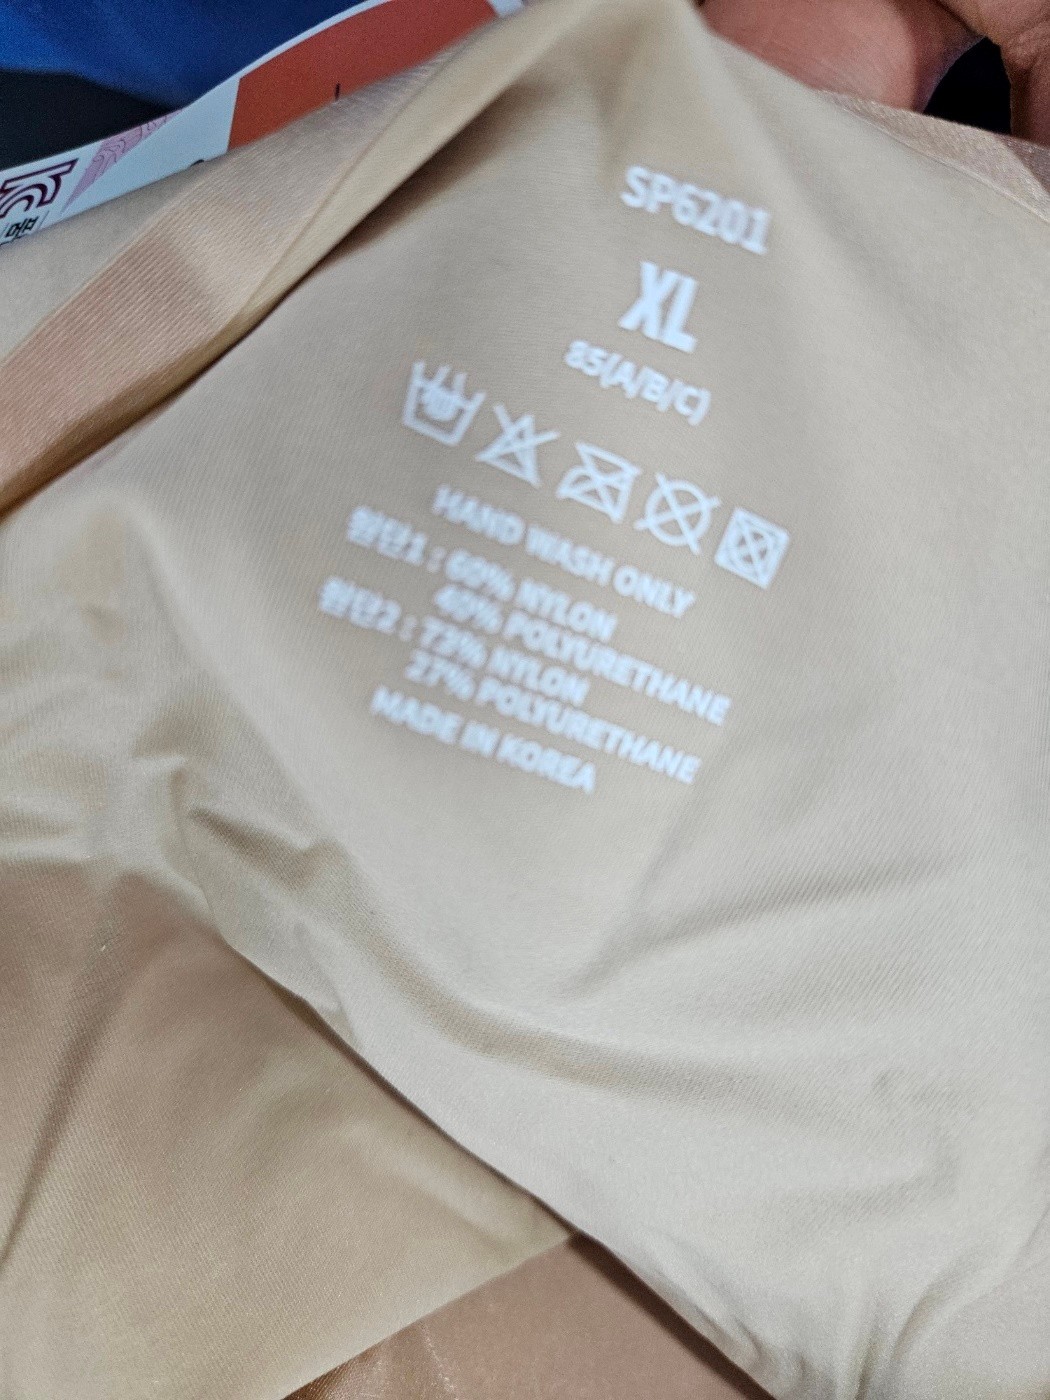 SP6201
XL
85(A/B/C)
HAND WASH ONLY
원단1 : 60% NYLON
40% POLYURETHANE
원단2 : 73% NYLON
27% POLYURETHANE
MADE IN KOREA